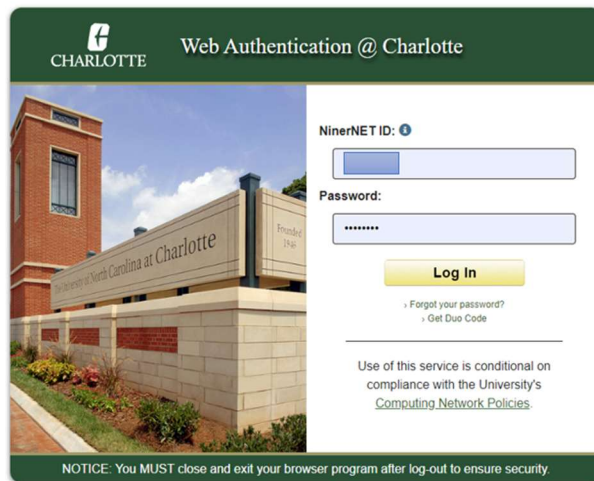 CHARLOTTE
Web Authentication @ Charlotte
NinerNET ID:
Password:
••••••••
Log In
› Forgot your password?
› Get Duo Code
Use of this service is conditional on
compliance with the University's
Computing Network Policies.
The University of North Carolina at Charlotte
Founded
1946
NOTICE: You MUST close and exit your browser program after log-out to ensure security.